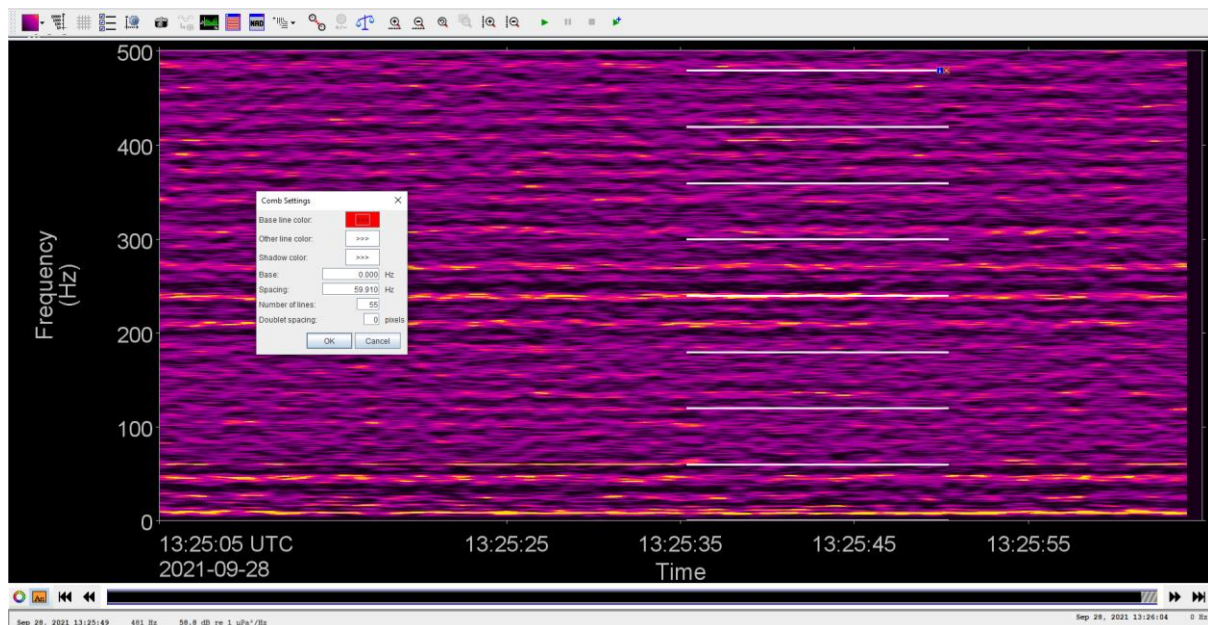 NAD
500
400
300
200
100
0
Frequency
(Hz)
Comb Settings
Base line color:
Other line color: >>>
Shadow color: >>>
Base: 0.000 Hz
Spacing: 59.910 Hz
Number of lines: 55
Doublet spacing: 0 pixels
OK Cancel
13:25:05 UTC 13:25:25 13:25:35 13:25:45 13:25:55
2021-09-28
Time
Sep 28, 2021 13:25:49 481 Hz 58.8 dB re 1 uPa²/Hz Sep 28, 2021 13:26:04 0 Hz